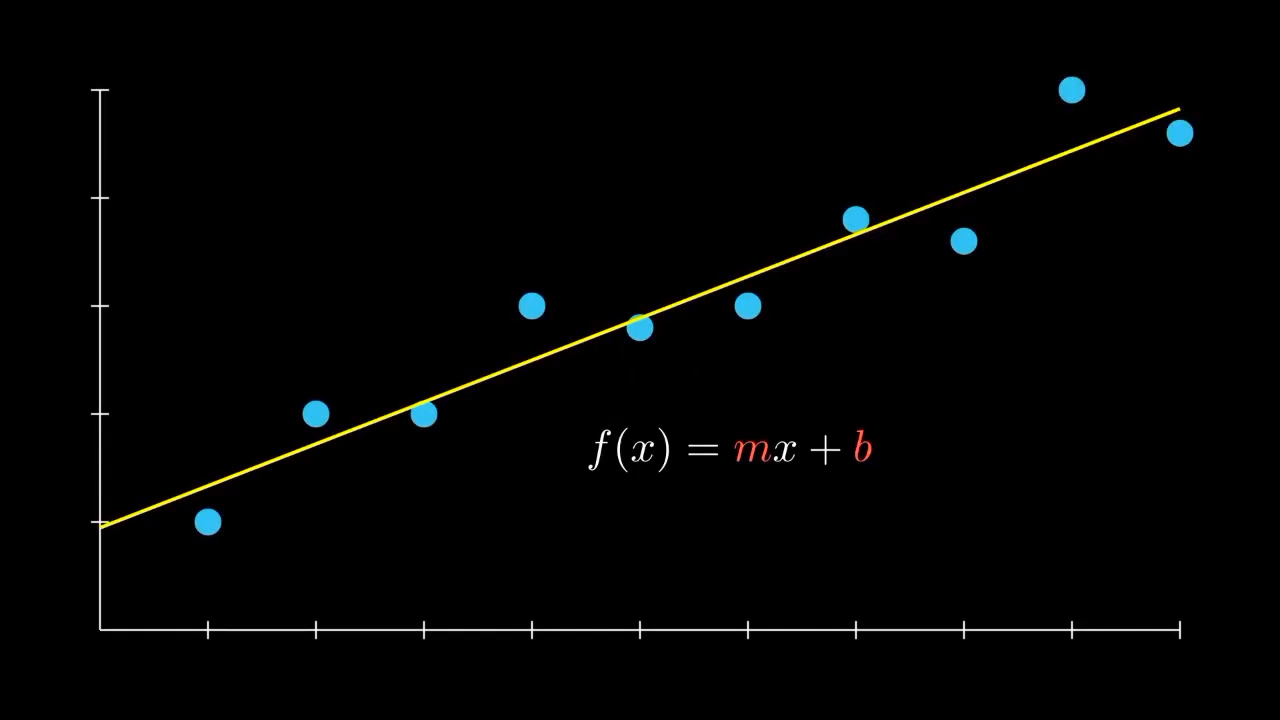 f(x) = mx + b